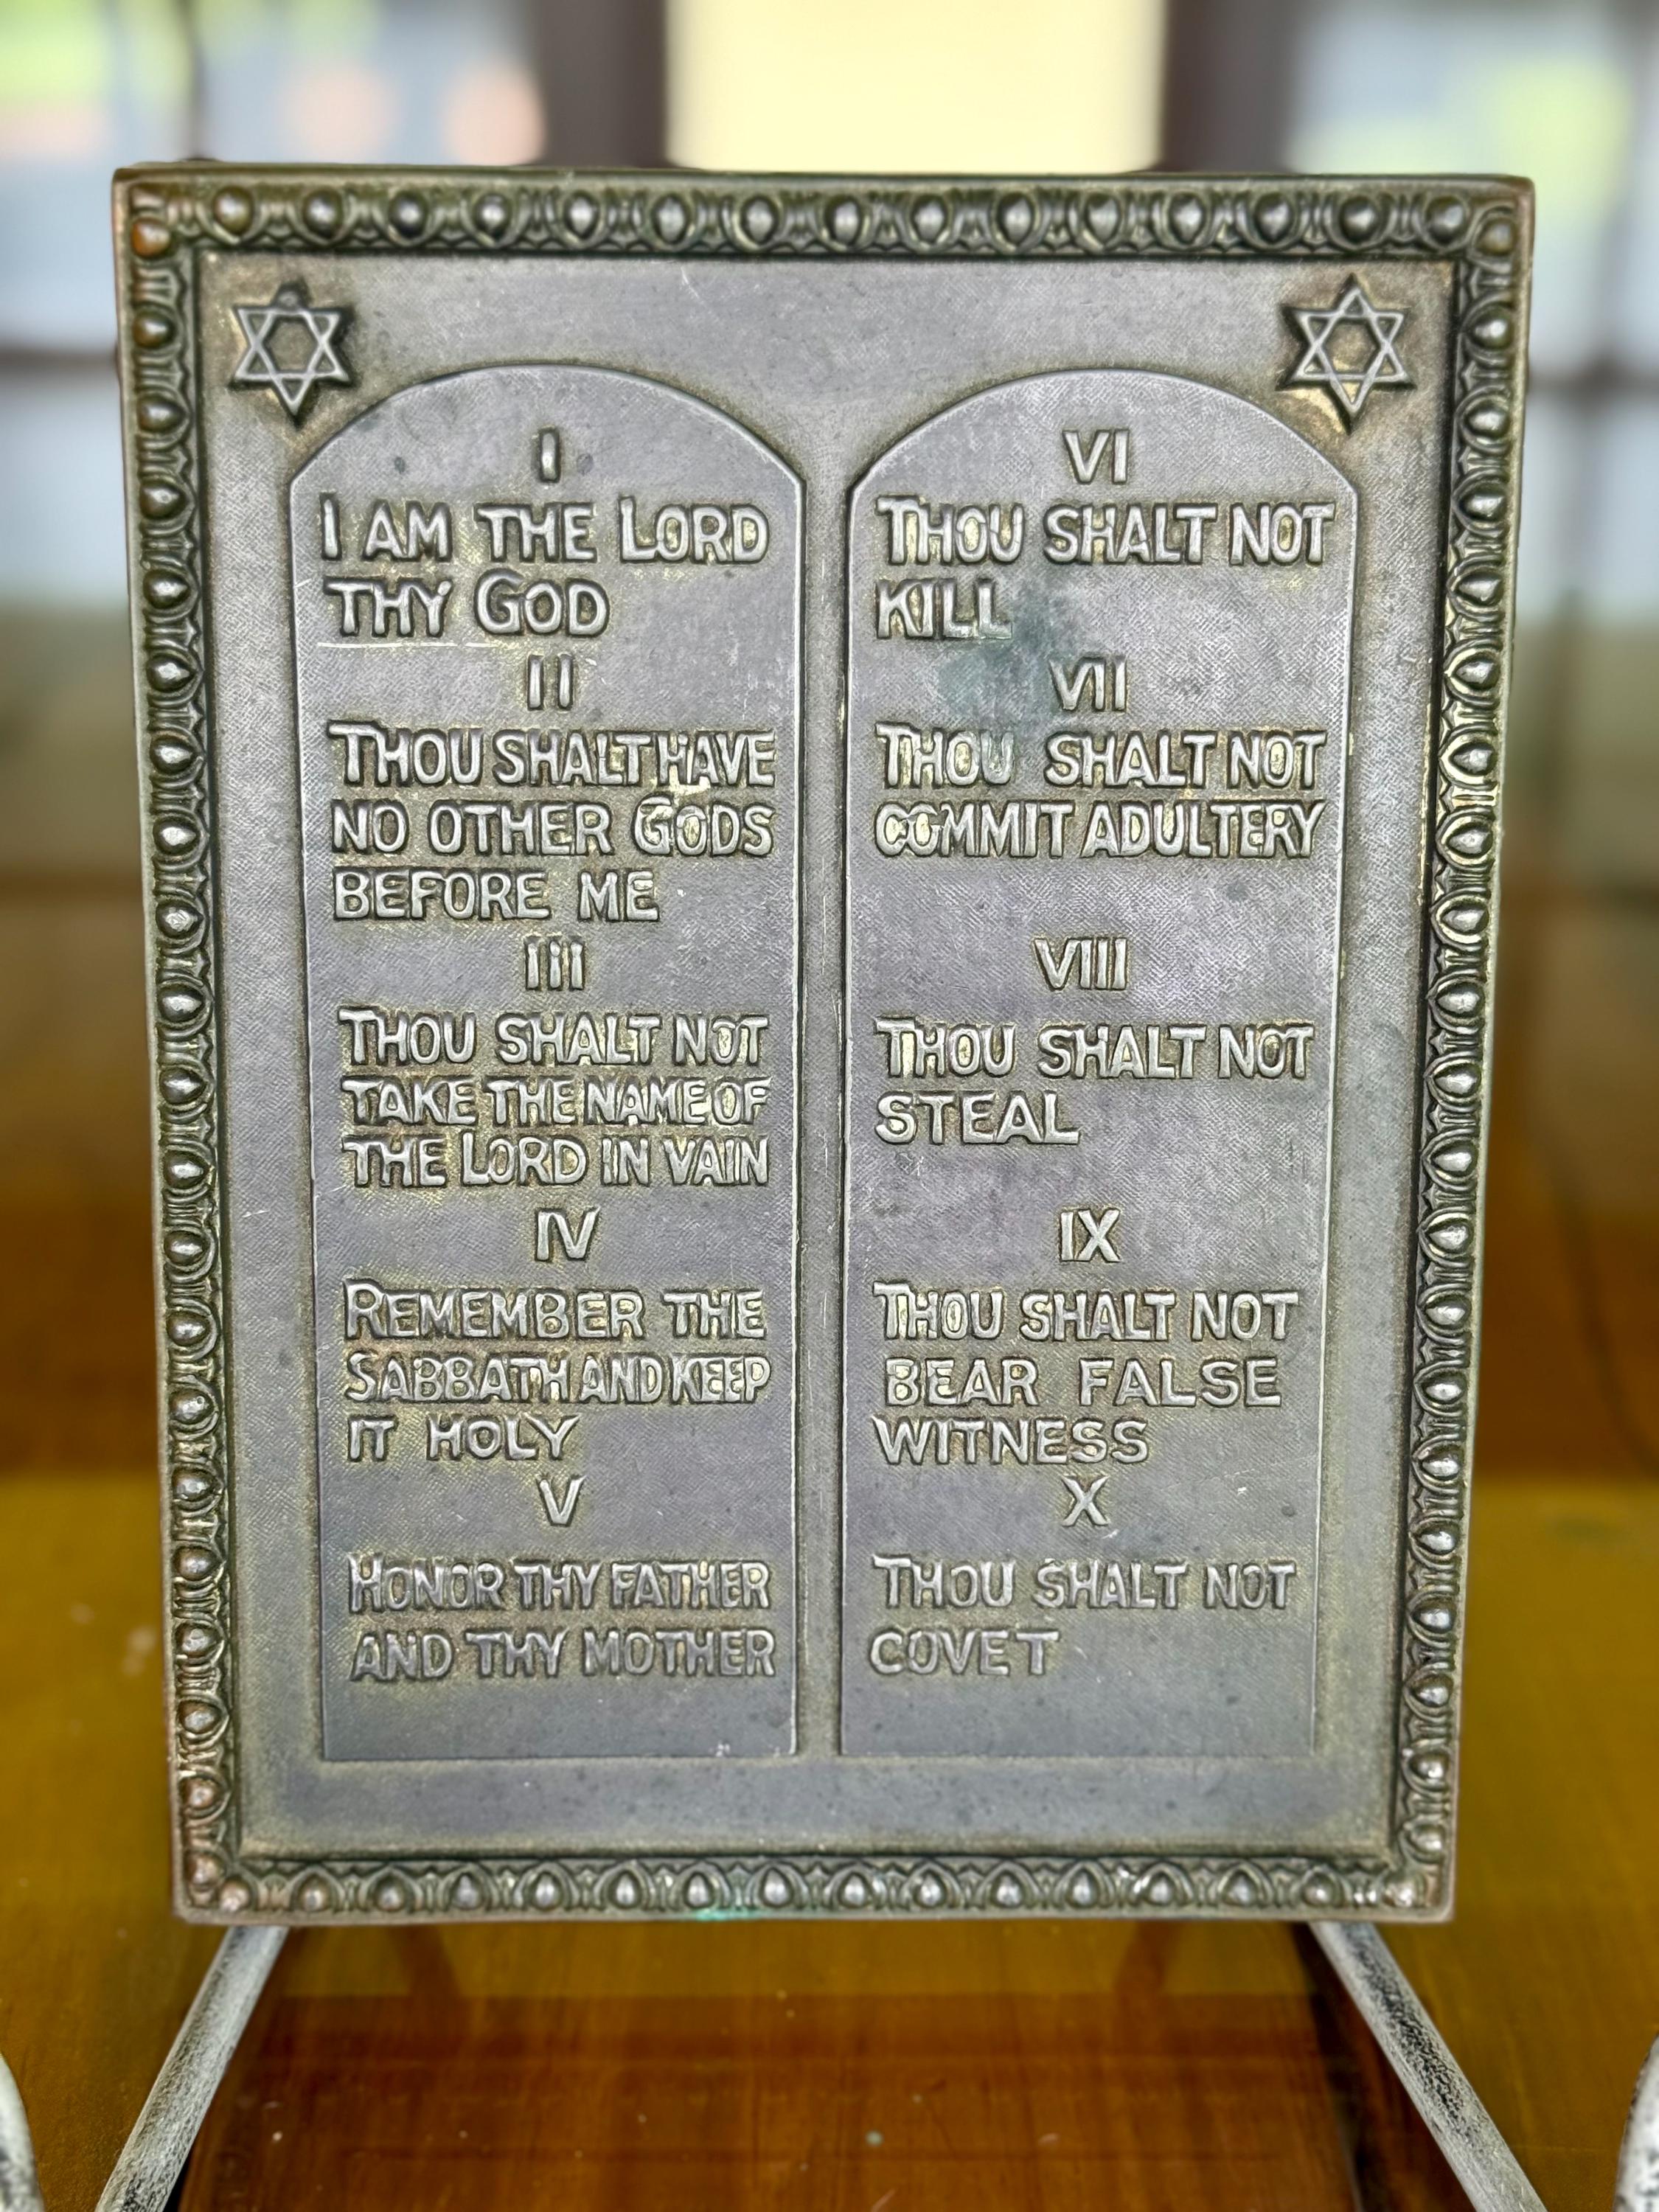 I
I AM THE LORD
THY GOD
II
THOU SHALT HAVE
NO OTHER GODS
BEFORE ME
III
THOU SHALT NOT
TAKE THE NAME OF
THE LORD IN VAIN
IV
REMEMBER THE
SABBATH AND KEEP
IT HOLY
V
HONOR THY FATHER
AND THY MOTHER
VI
THOU SHALT NOT
KILL
VII
THOU SHALT NOT
COMMIT ADULTERY
VIII
THOU SHALT NOT
STEAL
IX
THOU SHALT NOT
BEAR FALSE
WITNESS
X
THOU SHALT NOT
COVET